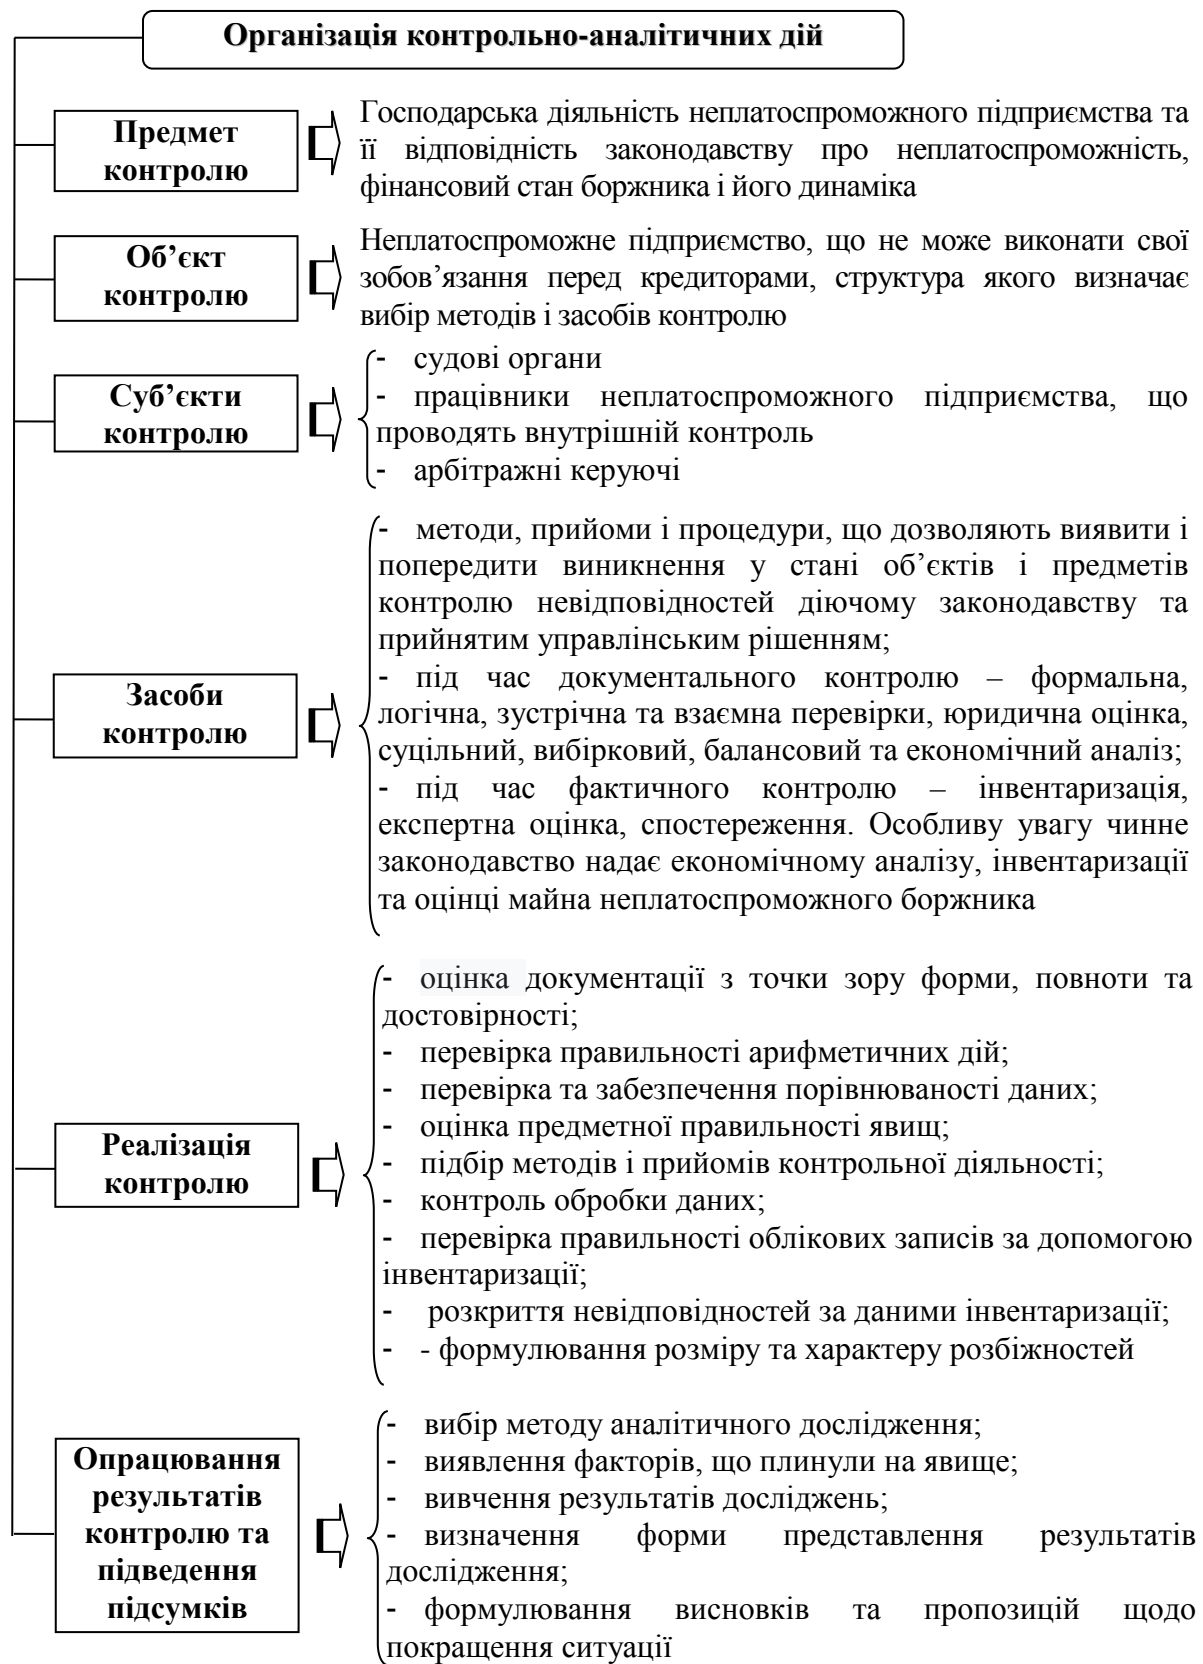 Організація контрольно-аналітичних дій
Предмет
контролю
Господарська діяльність неплатоспроможного підприємства та
її відповідність законодавству про неплатоспроможність,
фінансовий стан боржника і його динаміка
Об’єкт
контролю
Неплатоспроможне підприємство, що не може виконати свої
зобов’язання перед кредиторами, структура якого визначає
вибір методів і засобів контролю
Суб’єкти
контролю
- судові органи
- працівники неплатоспроможного підприємства, що
проводять внутрішній контроль
- арбітражні керуючі
Засоби
контролю
- методи, прийоми і процедури, що дозволяють виявити і
попередити виникнення у стані об’єктів і предметів
контролю невідповідностей діючому законодавству та
прийнятим управлінським рішенням;
- під час документального контролю – формальна,
логічна, зустрічна та взаємна перевірки, юридична оцінка,
суцільний, вибірковий, балансовий та економічний аналіз;
- під час фактичного контролю – інвентаризація,
експертна оцінка, спостереження. Особливу увагу чинне
законодавство надає економічному аналізу, інвентаризації
та оцінці майна неплатоспроможного боржника
Реалізація
контролю
- оцінка документації з точки зору форми, повноти та
достовірності;
- перевірка правильності арифметичних дій;
- перевірка та забезпечення порівнюваності даних;
- оцінка предметної правильності явищ;
- підбір методів і прийомів контрольної діяльності;
- контроль обробки даних;
- перевірка правильності облікових записів за допомогою
інвентаризації;
- розкриття невідповідностей за даними інвентаризації;
- - формулювання розміру та характеру розбіжностей
Опрацювання
результатів
контролю та
підведення
підсумків
- вибір методу аналітичного дослідження;
- виявлення факторів, що плинули на явище;
- вивчення результатів досліджень;
- визначення форми представлення результатів
дослідження;
- формулювання висновків та пропозицій щодо
покращення ситуації